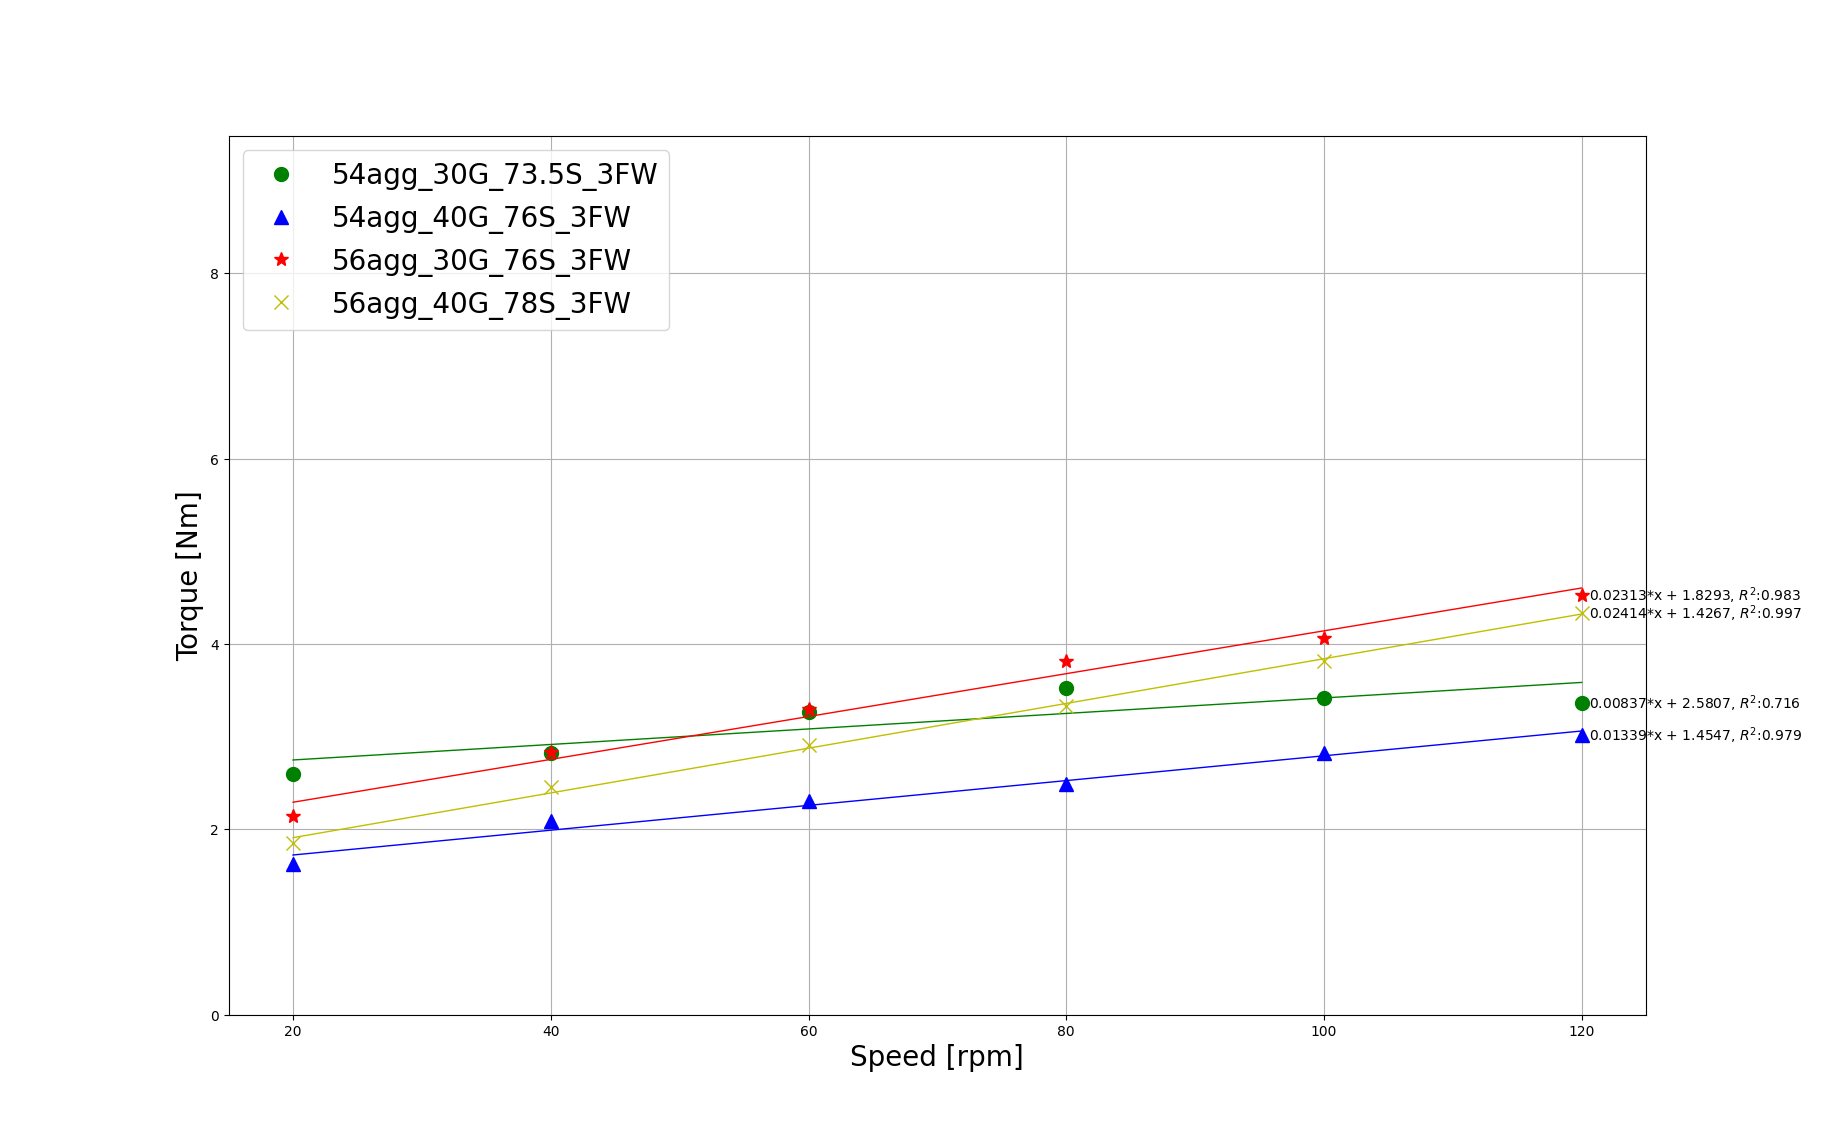 54agg_30G_73.5S_3FW
54agg_40G_76S_3FW
56agg_30G_76S_3FW
56agg_40G_78S_3FW
8
6
4
2
0
Torque [Nm]
0.02313*x + 1.8293, R²:0.983
0.02414*x + 1.4267, R²:0.997
0.00837*x + 2.5807, R²:0.716
0.01339*x + 1.4547, R²:0.979
20 40 60 80 100 120
Speed [rpm]